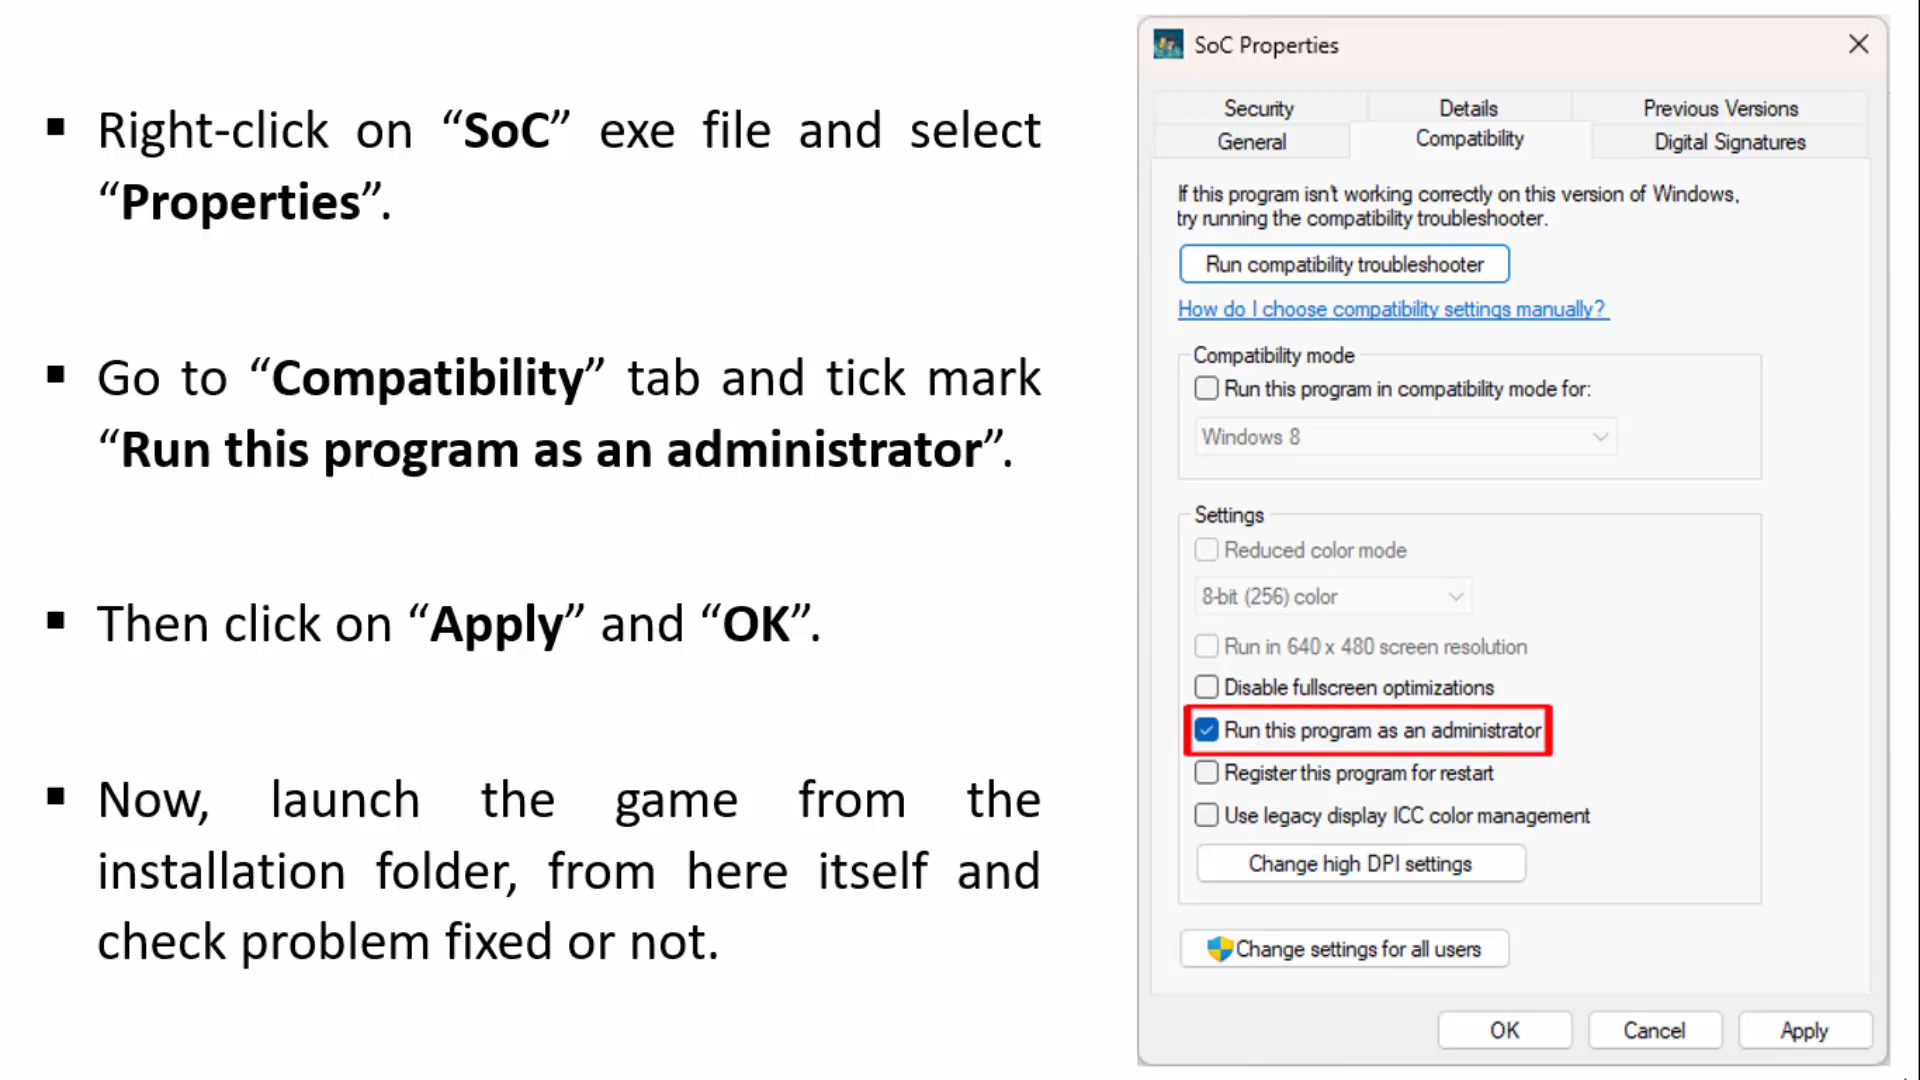 ▪ Right-click on “SoC” exe file and select
“Properties”.
▪ Go to “Compatibility” tab and tick mark
“Run this program as an administrator”.
▪ Then click on “Apply” and “OK”.
▪ Now, launch the game from the
installation folder, from here itself and
check problem fixed or not.
SoC Properties
Security Details Previous Versions
General Compatibility Digital Signatures
If this program isn't working correctly on this version of Windows,
try running the compatibility troubleshooter.
Run compatibility troubleshooter
How do I choose compatibility settings manually?
Compatibility mode
Run this program in compatibility mode for:
Windows 8
Settings
Reduced color mode
8-bit (256) color
Run in 640 x 480 screen resolution
Disable fullscreen optimizations
Run this program as an administrator
Register this program for restart
Use legacy display ICC color management
Change high DPI settings
Change settings for all users
OK Cancel Apply